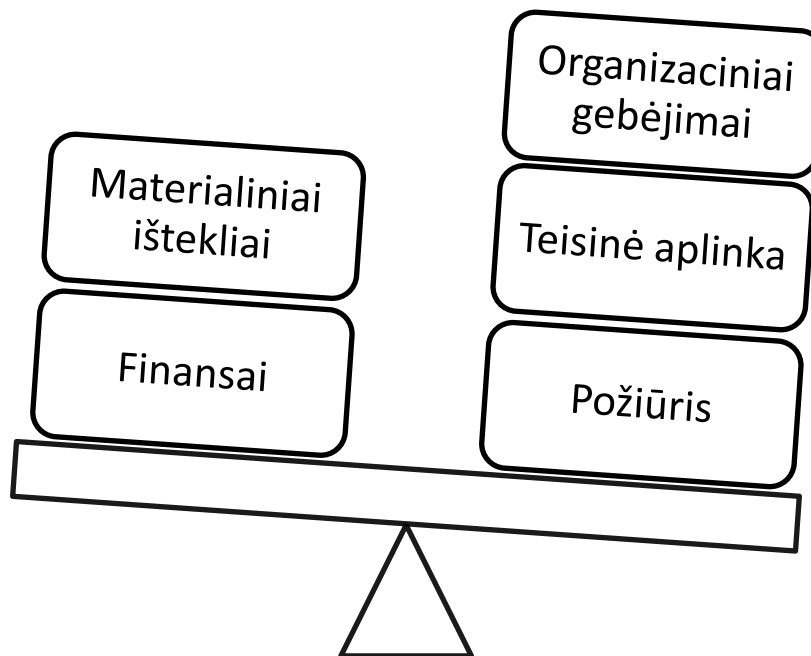 Materialiniai
ištekliai
Finansai
Organizaciniai
gebėjimai
Teisinė aplinka
Požiūris